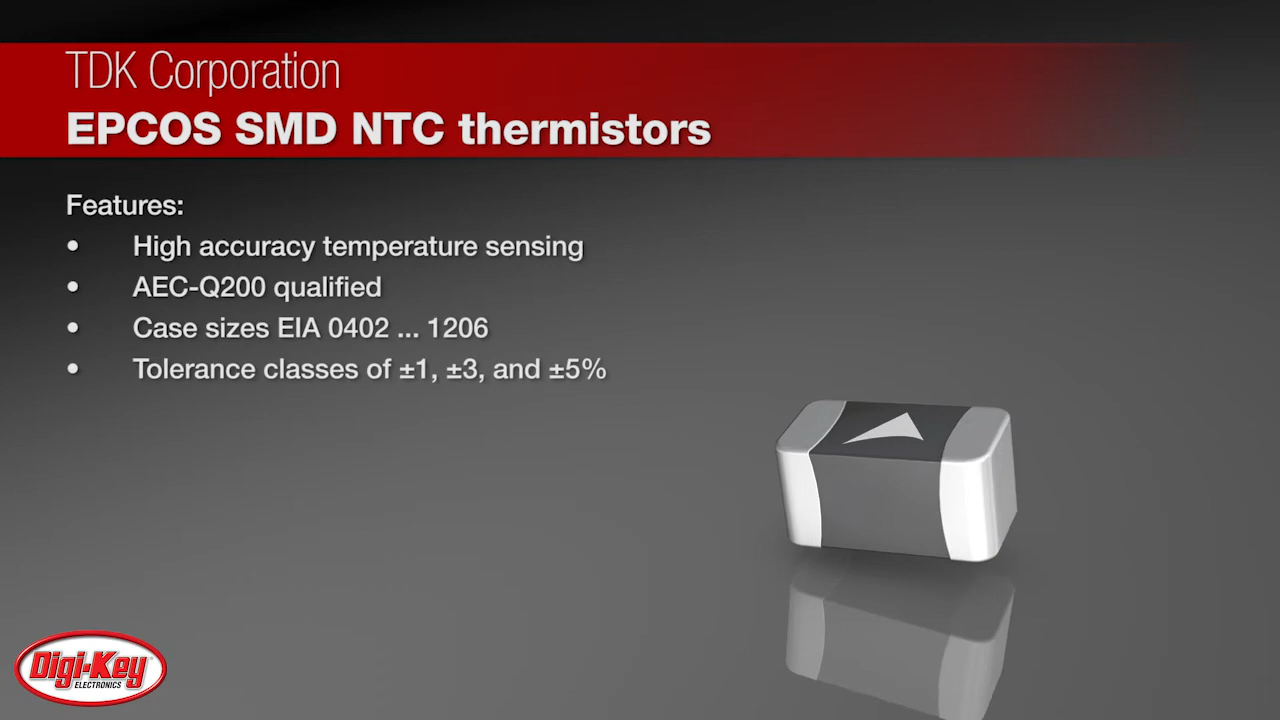 TDK Corporation
EPCOS SMD NTC thermistors
Features:
• High accuracy temperature sensing
• AEC-Q200 qualified
• Case sizes EIA 0402 ... 1206
• Tolerance classes of ±1, ±3, and ±5%
Digi-Key
ELECTRONICS